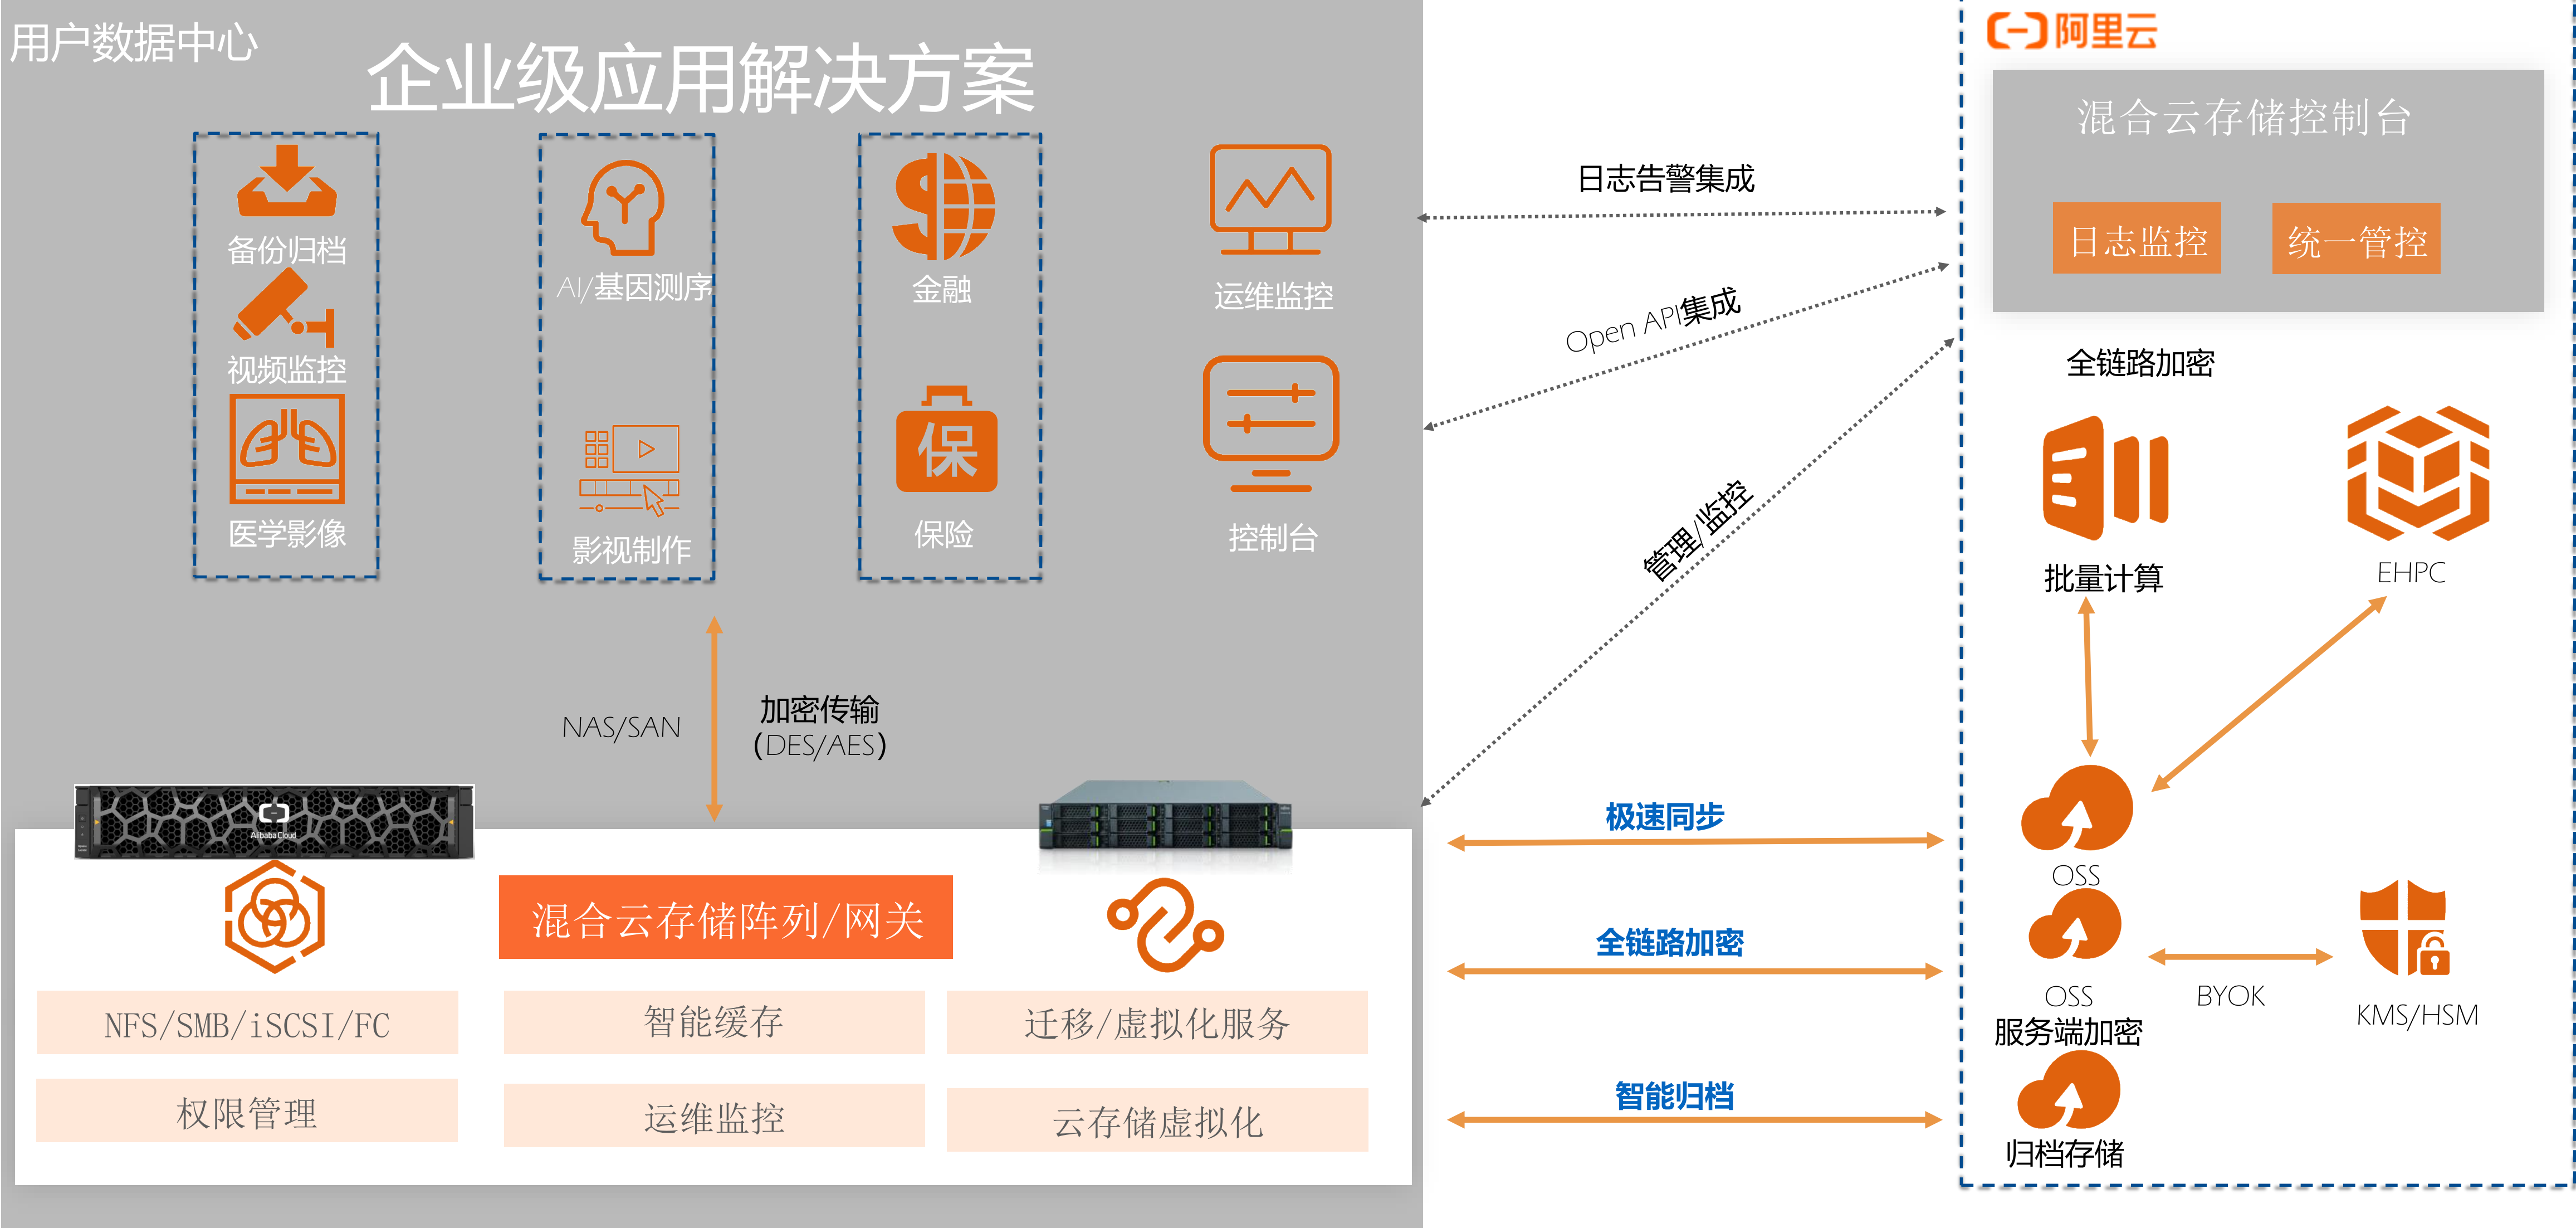 用户数据中心
企业级应用解决方案
备份归档
视频监控
医学影像
AI/基因测序
影视制作
金融
保
保险
运维监控
控制台
NAS/SAN
加密传输
(DES/AES)
Alibaba Cloud
混合云存储阵列/网关
NFS/SMB/iSCSI/FC
智能缓存
迁移/虚拟化服务
权限管理
运维监控
云存储虚拟化
日志告警集成
Open API集成
管理/监控
极速同步
全链路加密
智能归档
阿里云
混合云存储控制台
日志监控
统一管控
全链路加密
批量计算
EHPC
OSS
OSS
服务端加密
BYOK
KMS/HSM
归档存储